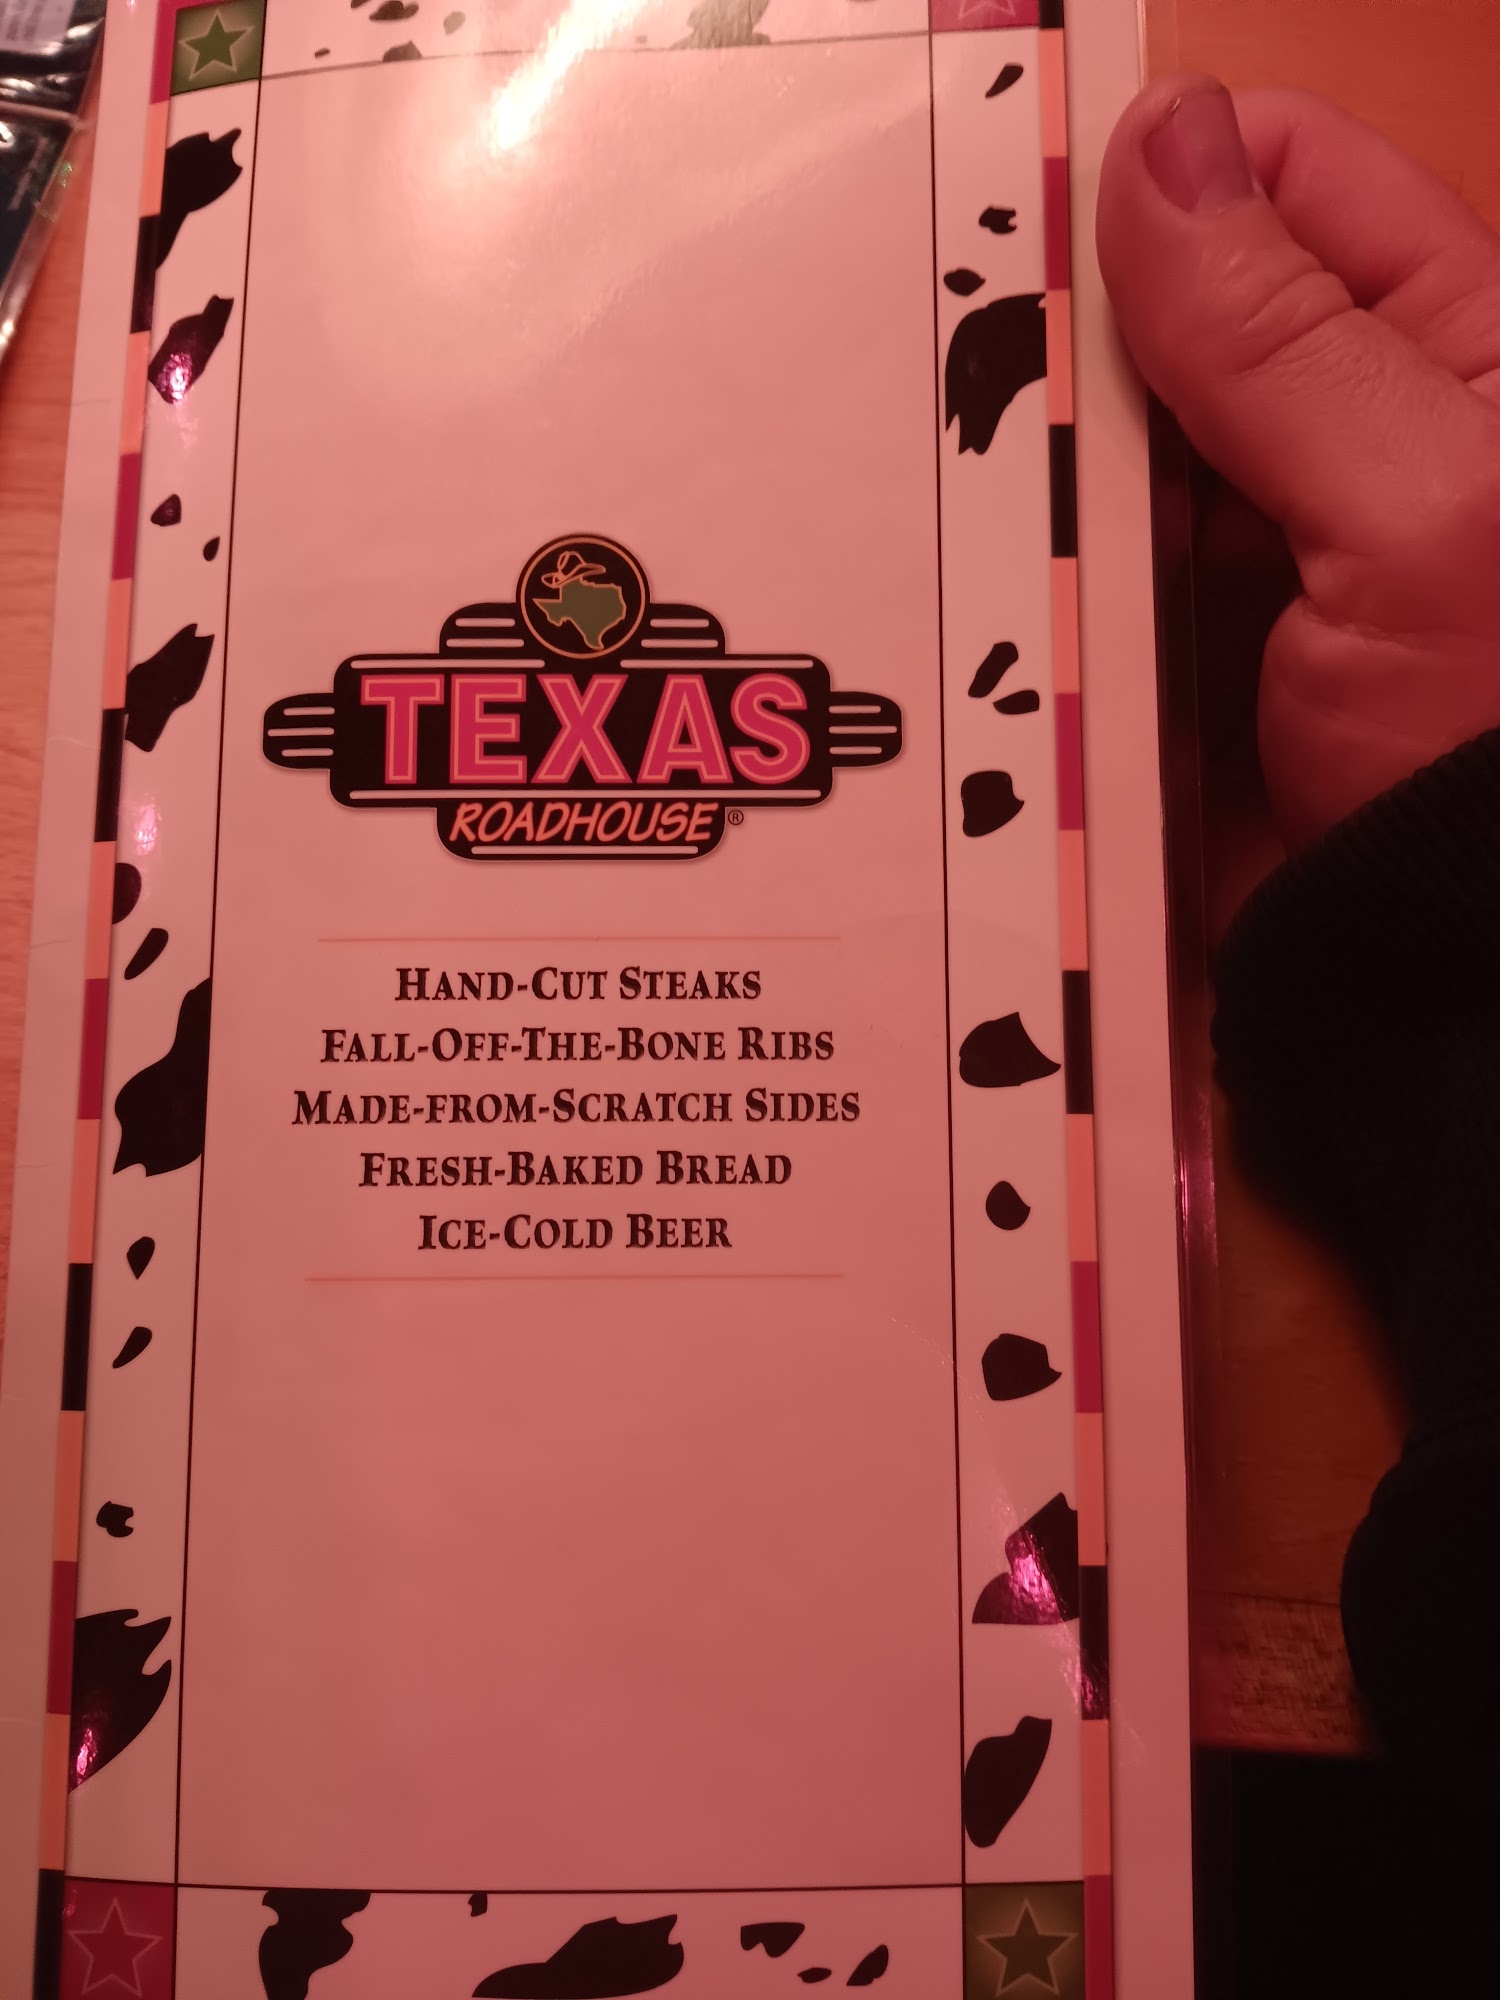 TEXAS
ROADHOUSE®
HAND-CUT STEAKS
FALL-OFF-THE-BONE RIBS
MADE-FROM-SCRATCH SIDES
FRESH-BAKED BREAD
ICE-COLD BEER